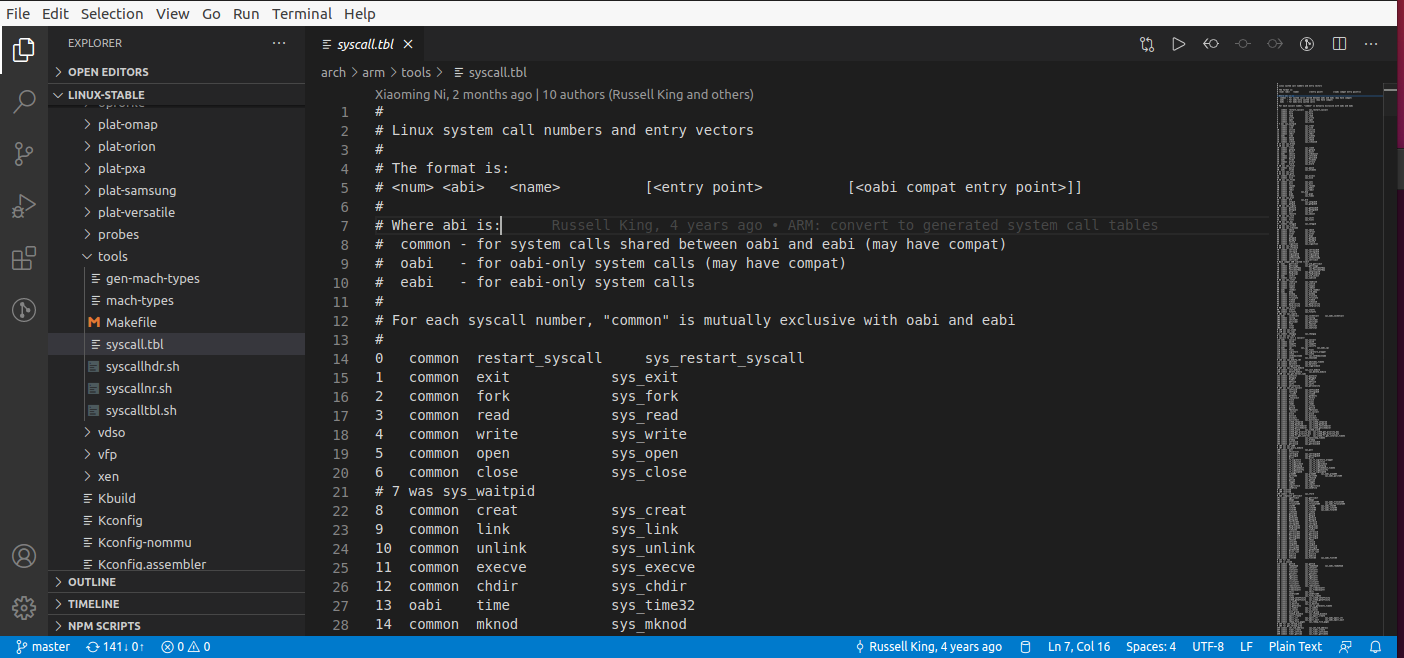 File Edit Selection View Go Run Terminal Help
EXPLORER
OPEN EDITORS
LINUX-STABLE
oprofile
plat-omap
plat-orion
plat-pxa
plat-samsung
plat-versatile
probes
tools
gen-mach-types
mach-types
Makefile
syscall.tbl
syscallhdr.sh
syscallnr.sh
syscalltbl.sh
vdso
vfp
xen
Kbuild
Kconfig
Kconfig-nommu
Kconfig.assembler
OUTLINE
TIMELINE
NPM SCRIPTS
syscall.tbl
arch > arm > tools > syscall.tbl
Xiaoming Ni, 2 months ago | 10 authors (Russell King and others)
1 #
2 # Linux system call numbers and entry vectors
3 #
4 # The format is:
5 # <num> <abi> <name> [<entry point> [<oabi compat entry point>]]
6 #
7 # Where abi is: Russell King, 4 years ago • ARM: convert to generated system call tables
8 # common - for system calls shared between oabi and eabi (may have compat)
9 # oabi - for oabi-only system calls (may have compat)
10 # eabi - for eabi-only system calls
11 #
12 # For each syscall number, "common" is mutually exclusive with oabi and eabi
13 #
14 0 common restart_syscall sys_restart_syscall
15 1 common exit sys_exit
16 2 common fork sys_fork
17 3 common read sys_read
18 4 common write sys_write
19 5 common open sys_open
20 6 common close sys_close
21 # 7 was sys_waitpid
22 8 common creat sys_creat
23 9 common link sys_link
24 10 common unlink sys_unlink
25 11 common execve sys_execve
26 12 common chdir sys_chdir
27 13 oabi time sys_time32
28 14 common mknod sys_mknod
master 141↓ 0↑ 0 0 Russell King, 4 years ago Ln 7, Col 16 Spaces: 4 UTF-8 LF Plain Text